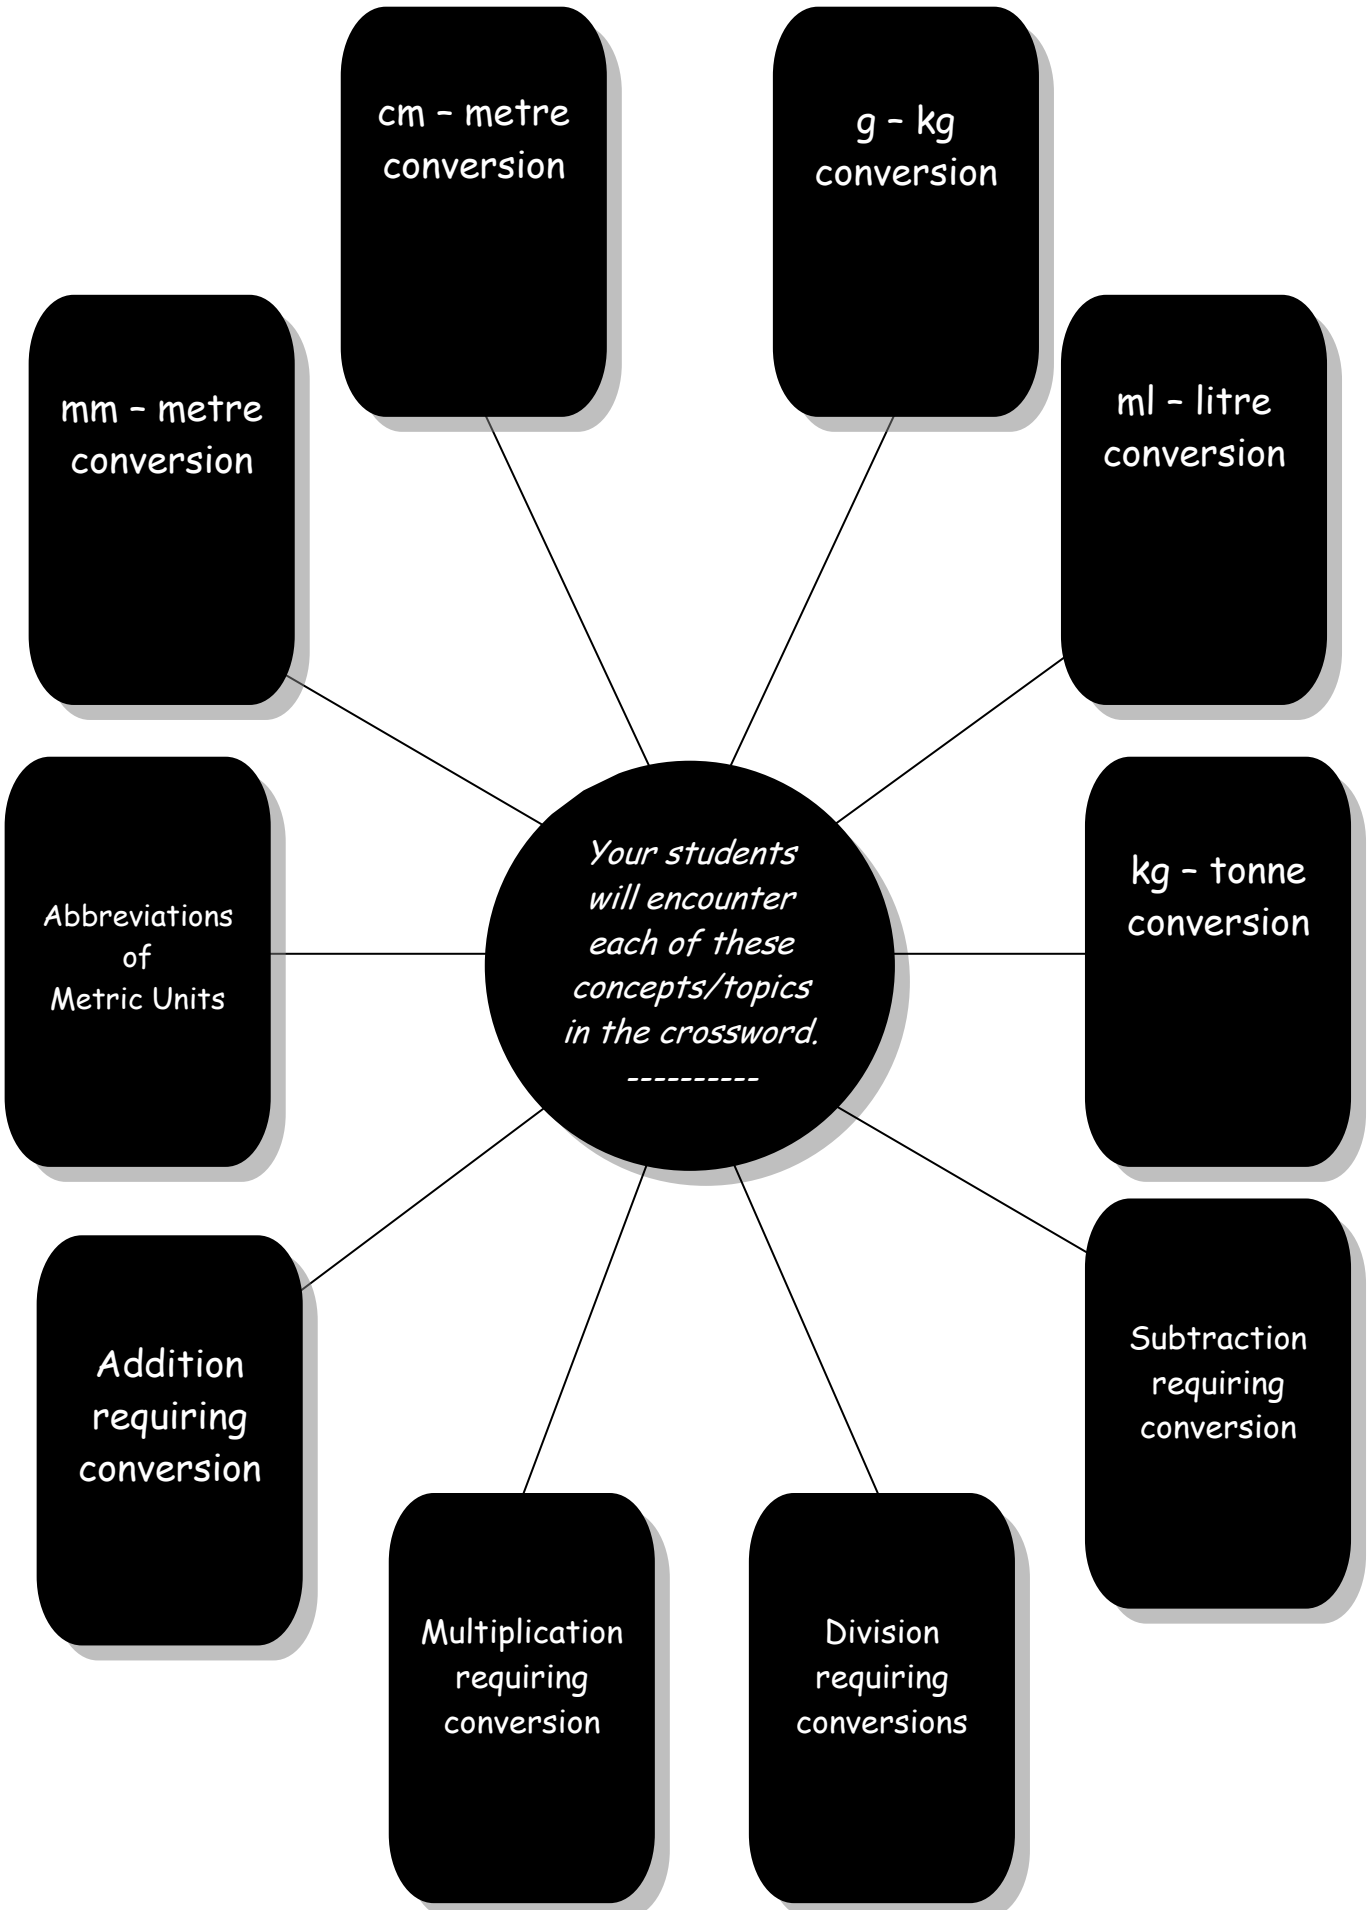 cm – metre
conversion
g – kg
conversion
mm – metre
conversion
ml – litre
conversion
Your students
will encounter
each of these
concepts/topics
in the crossword.
----------
kg – tonne
conversion
Abbreviations
of
Metric Units
Subtraction
requiring
conversion
Addition
requiring
conversion
Multiplication
requiring
conversion
Division
requiring
conversions